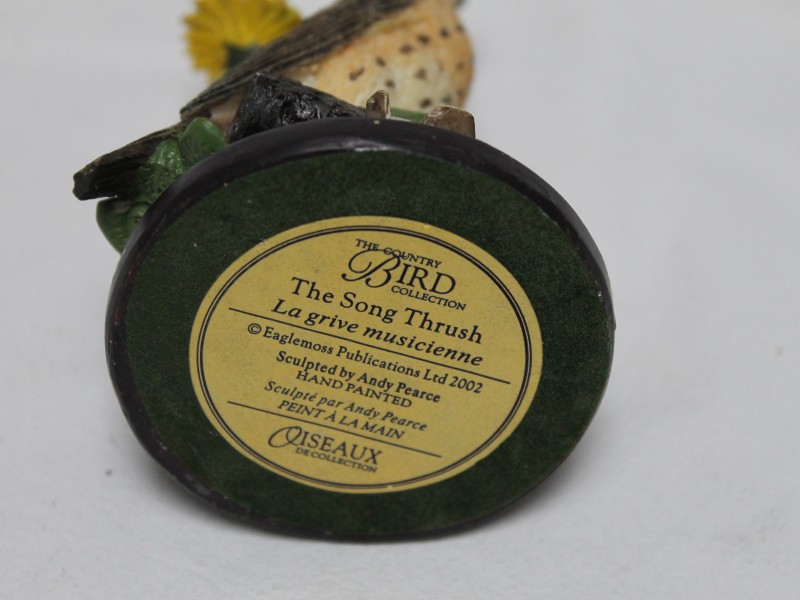 THE COUNTRY
BIRD
COLLECTION
The Song Thrush
La grive musicienne
© Eaglemoss Publications Ltd 2002
Sculpted by Andy Pearce
HAND PAINTED
Sculpté par Andy Pearce
PEINT À LA MAIN
OISEAUX
DE COLLECTION